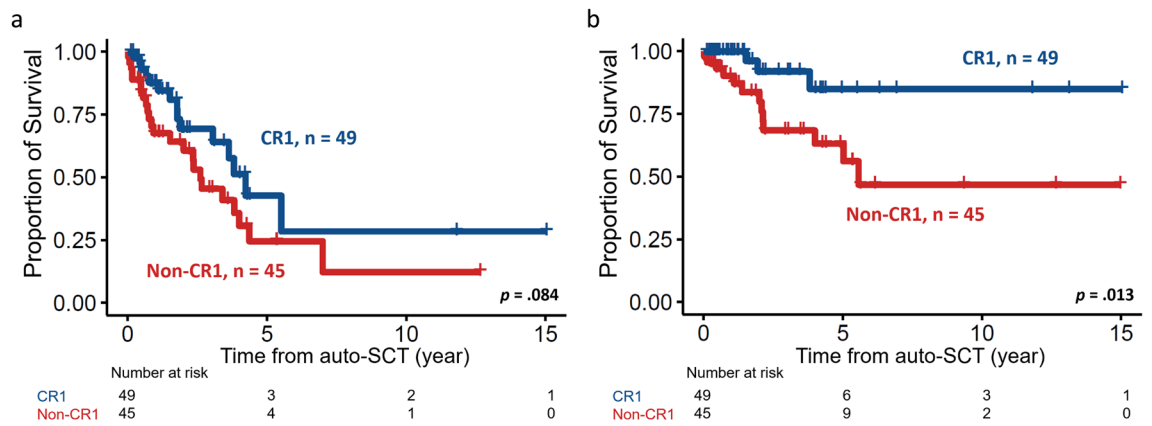 a
Proportion of Survival
1.00
0.75
0.50
0.25
0.00
CR1, n = 49
Non-CR1, n = 45
p = .084
0 5 10 15
Time from auto-SCT (year)
Number at risk
CR1 49 3 2 1
Non-CR1 45 4 1 0
b
Proportion of Survival
1.00
0.75
0.50
0.25
0.00
CR1, n = 49
Non-CR1, n = 45
p = .013
0 5 10 15
Time from auto-SCT (year)
Number at risk
CR1 49 6 3 1
Non-CR1 45 9 2 0